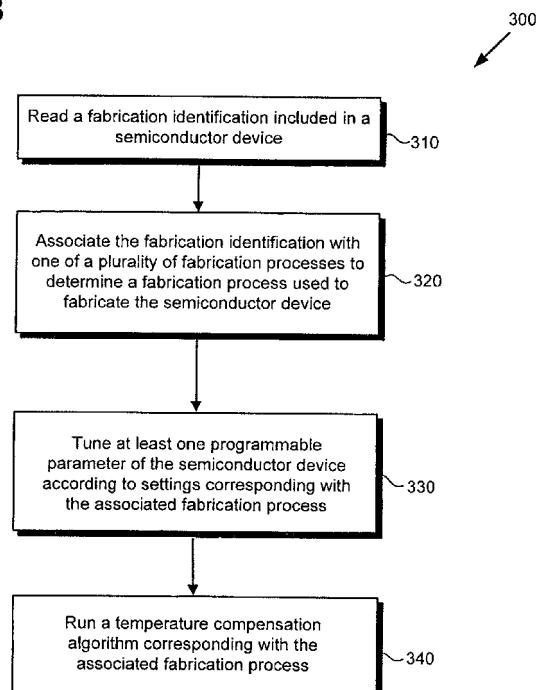 300
Read a fabrication identification included in a
semiconductor device
310
Associate the fabrication identification with
one of a plurality of fabrication processes to
determine a fabrication process used to
fabricate the semiconductor device
320
Tune at least one programmable
parameter of the semiconductor device
according to settings corresponding with
the associated fabrication process
330
Run a temperature compensation
algorithm corresponding with the
associated fabrication process
340